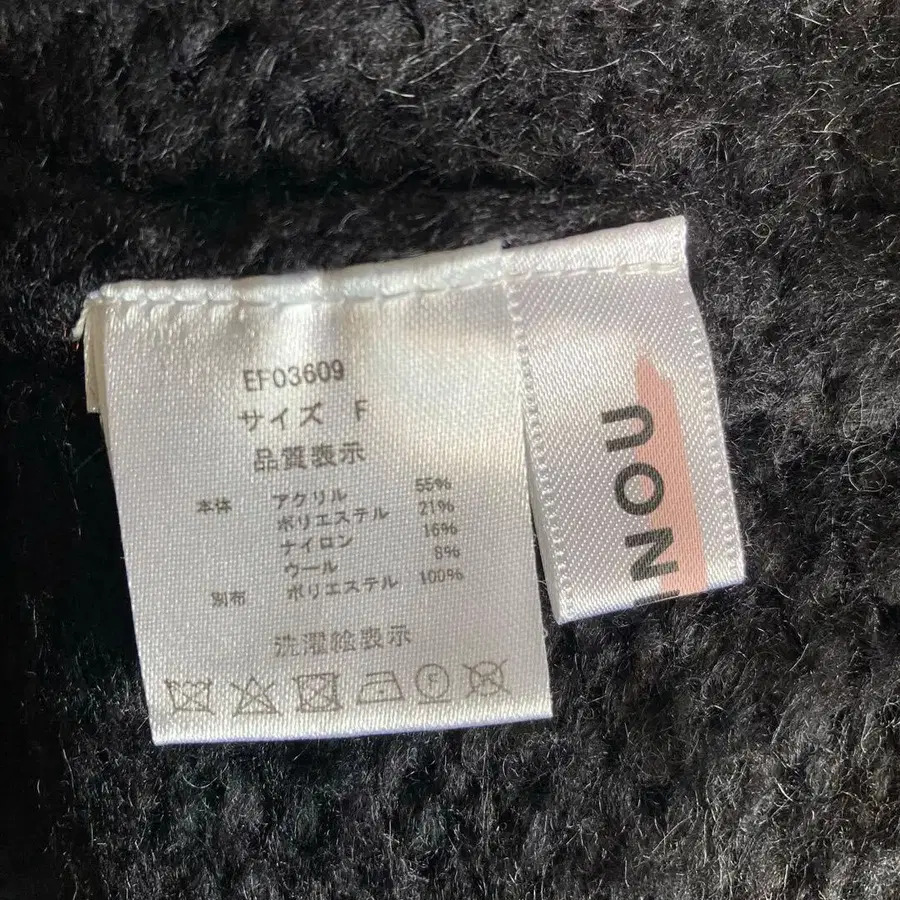 EF03609
サイズ F
品質表示
本体 アクリル 55%
ポリエステル 21%
ナイロン 16%
ウール 8%
別布 ポリエステル 100%
洗濯絵表示
F
NOU